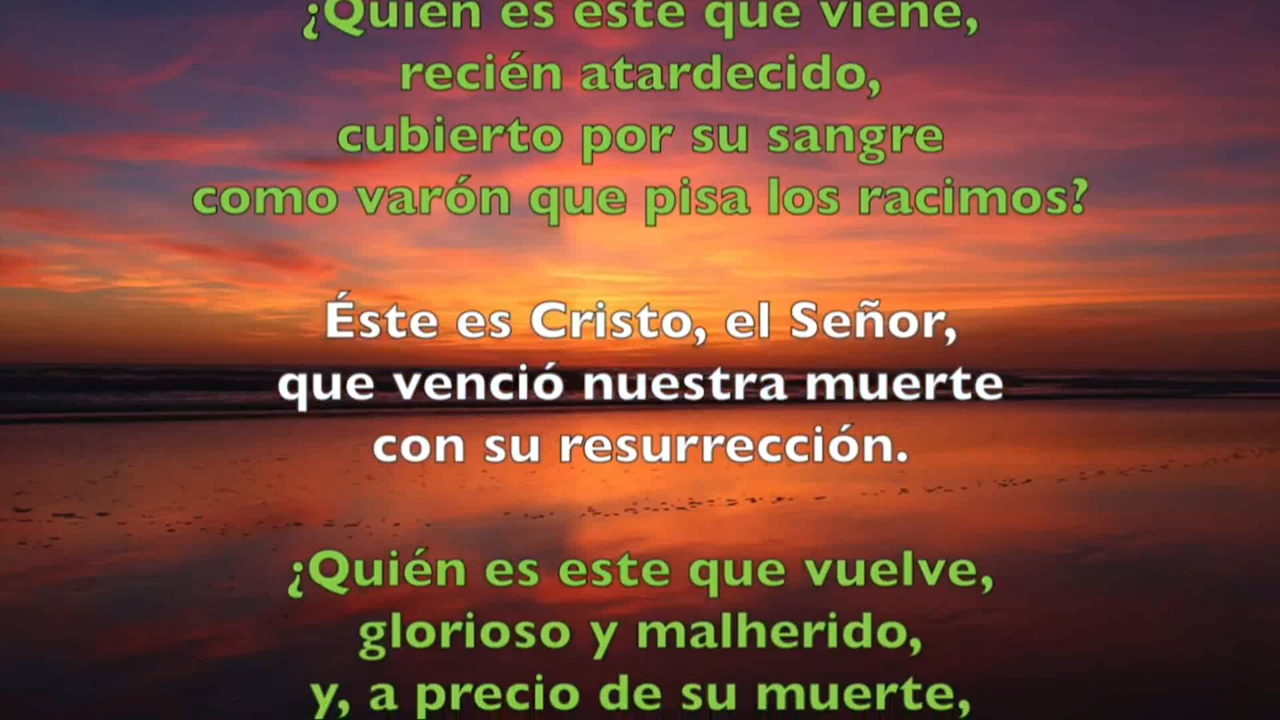 ¿Quién es este que viene,
recién atardecido,
cubierto por su sangre
como varón que pisa los racimos?
Éste es Cristo, el Señor,
que venció nuestra muerte
con su resurrección.
¿Quién es este que vuelve,
glorioso y malherido,
y, a precio de su muerte,